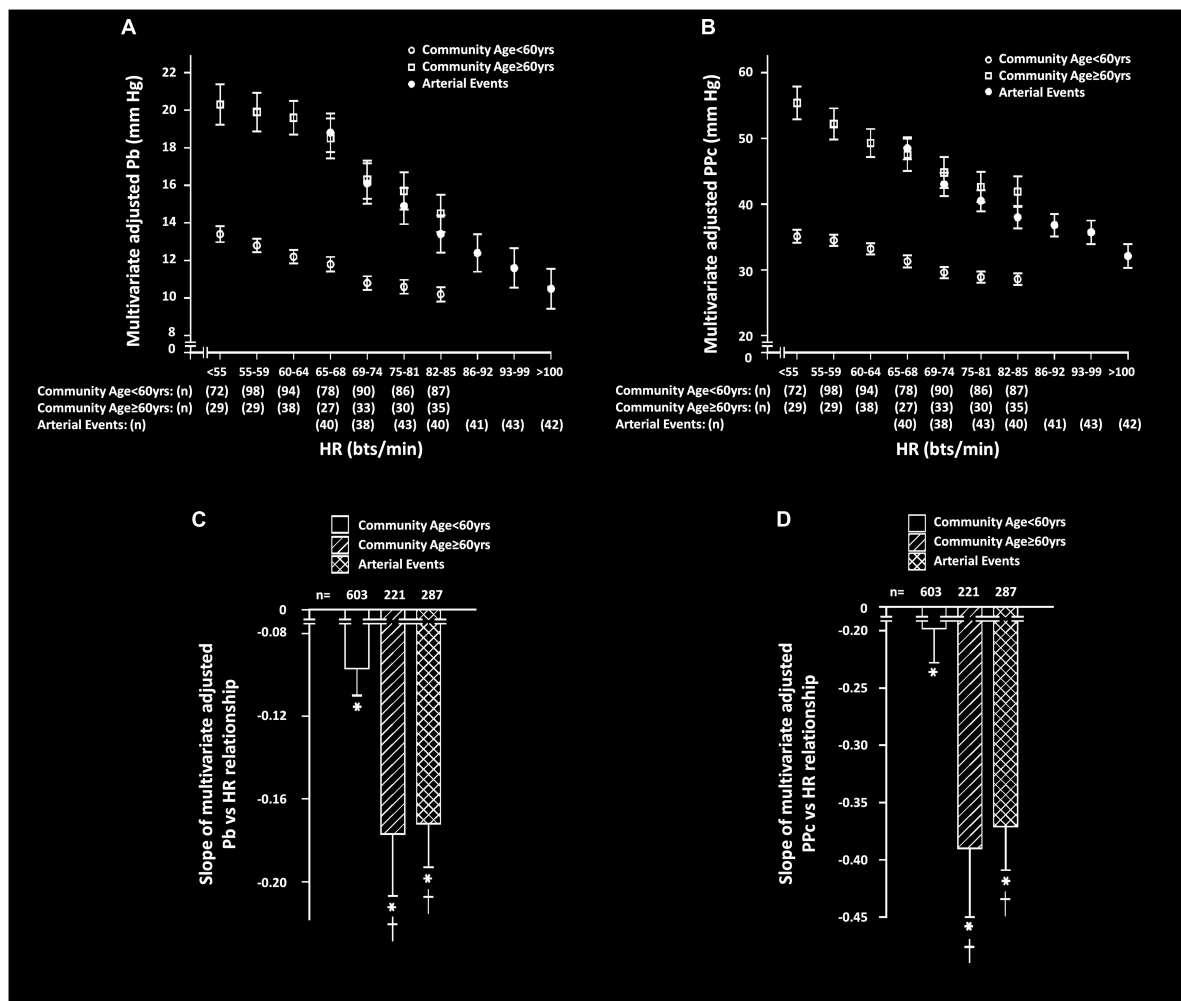 A
Community Age<60yrs
Community Age≥60yrs
Arterial Events
Multivariate adjusted Pb (mm Hg)
22
20
18
16
14
12
10
8
0
<55 55-59 60-64 65-68 69-74 75-81 82-85 86-92 93-99 >100
Community Age<60yrs: (n) (72) (98) (94) (78) (90) (86) (87)
Community Age≥60yrs: (n) (29) (29) (38) (27) (33) (30) (35)
Arterial Events: (n) (40) (38) (43) (40) (41) (43) (42)
HR (bts/min)
B
Community Age<60yrs
Community Age≥60yrs
Arterial Events
Multivariate adjusted PPc (mm Hg)
60
50
40
30
20
0
<55 55-59 60-64 65-68 69-74 75-81 82-85 86-92 93-99 >100
Community Age<60yrs: (n) (72) (98) (94) (78) (90) (86) (87)
Community Age≥60yrs: (n) (29) (29) (38) (27) (33) (30) (35)
Arterial Events: (n) (40) (38) (43) (40) (41) (43) (42)
HR (bts/min)
C
Community Age<60yrs
Community Age≥60yrs
Arterial Events
n= 603 221 287
Slope of multivariate adjusted
Pb vs HR relationship
0
-0.08
-0.12
-0.16
-0.20
*
*
†
*
†
D
Community Age<60yrs
Community Age≥60yrs
Arterial Events
n= 603 221 287
Slope of multivariate adjusted
PPc vs HR relationship
0
-0.20
-0.25
-0.30
-0.35
-0.40
-0.45
*
*
†
*
†